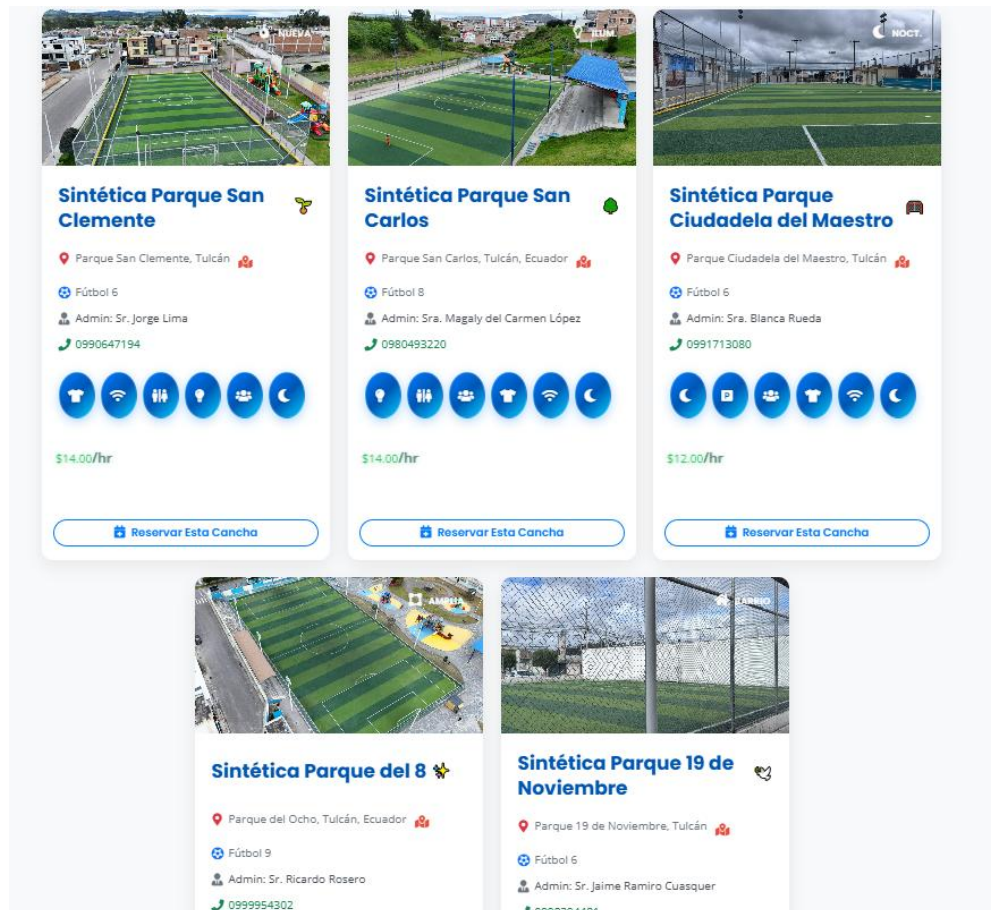 NUEVA
ILUM.
NOCT.
Sintética Parque San
Clemente
Parque San Clemente, Tulcán
Fútbol 6
Admin: Sr. Jorge Lima
0990647194
$14.00/hr
Reservar Esta Cancha
Sintética Parque San
Carlos
Parque San Carlos, Tulcán, Ecuador
Fútbol 8
Admin: Sra. Magaly del Carmen López
0980493220
$14.00/hr
Reservar Esta Cancha
Sintética Parque
Ciudadela del Maestro
Parque Ciudadela del Maestro, Tulcán
Fútbol 6
Admin: Sra. Blanca Rueda
0991713080
P
$12.00/hr
Reservar Esta Cancha
AMPLIA
BARRIO
Sintética Parque del 8
Parque del Ocho, Tulcán, Ecuador
Fútbol 9
Admin: Sr. Ricardo Rosero
0999954302
Sintética Parque 19 de
Noviembre
Parque 19 de Noviembre, Tulcán
Fútbol 6
Admin: Sr. Jaime Ramiro Cuasquer